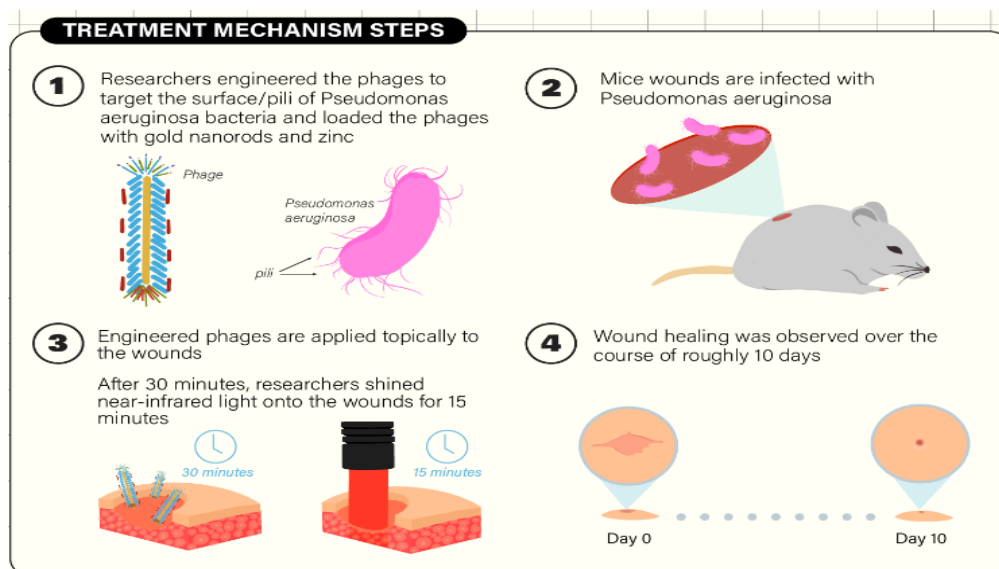 TREATMENT MECHANISM STEPS
1
Researchers engineered the phages to
target the surface/pili of Pseudomonas
aeruginosa bacteria and loaded the phages
with gold nanorods and zinc
Phage
Pseudomonas
aeruginosa
pili
2
Mice wounds are infected with
Pseudomonas aeruginosa
3
Engineered phages are applied topically to
the wounds
After 30 minutes, researchers shined
near-infrared light onto the wounds for 15
minutes
30 minutes
15 minutes
4
Wound healing was observed over the
course of roughly 10 days
Day 0
Day 10